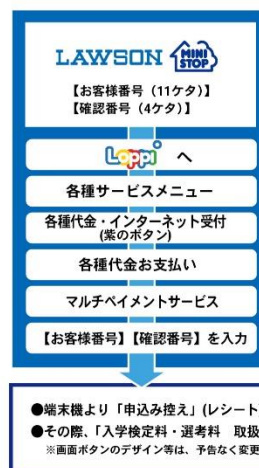 LAWSON MINI STOP
【お客様番号（11ケタ）】
【確認番号（4ケタ）】
Loppi へ
各種サービスメニュー
各種代金・インターネット受付
(紫のボタン)
各種代金お支払い
マルチペイメントサービス
【お客様番号】【確認番号】を入力
●端末機より「申込み控え」(レシート
●その際、「入学検定料・選考料 取扱
※画面ボタンのデザイン等は、予告なく変更